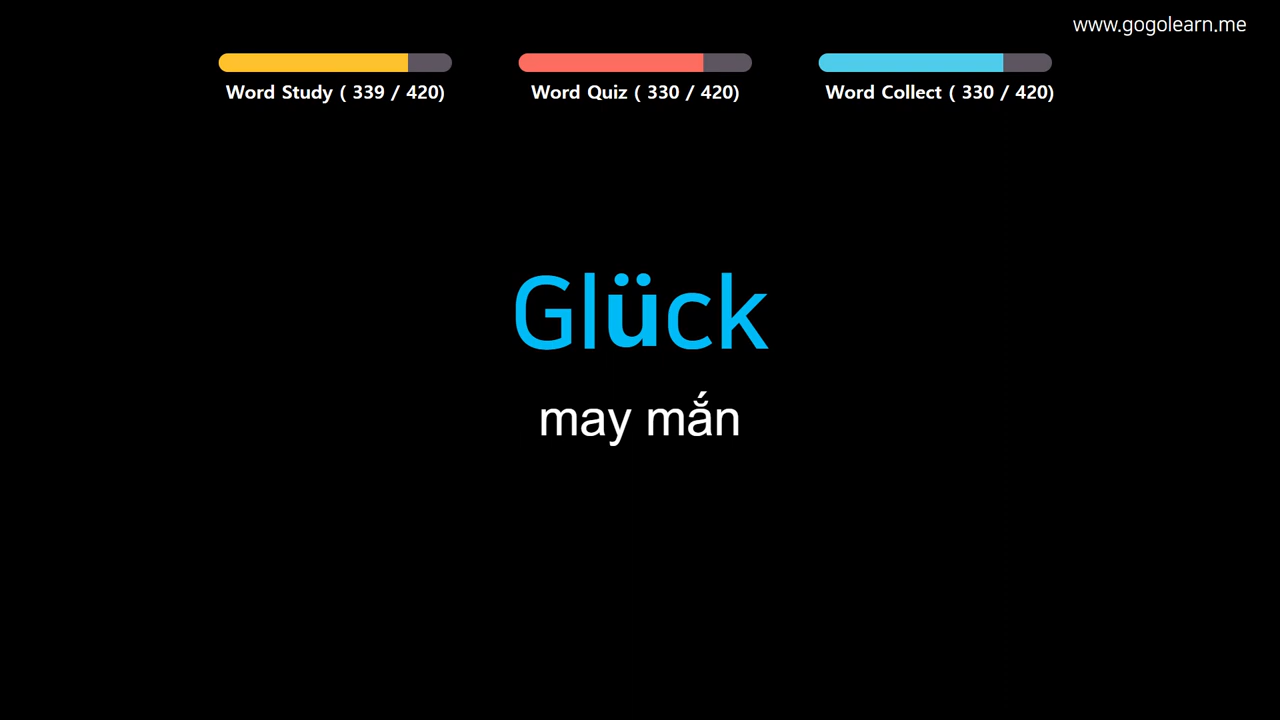 www.gogolearn.me
Word Study ( 339 / 420)
Word Quiz ( 330 / 420)
Word Collect ( 330 / 420)
Glück
may mắn